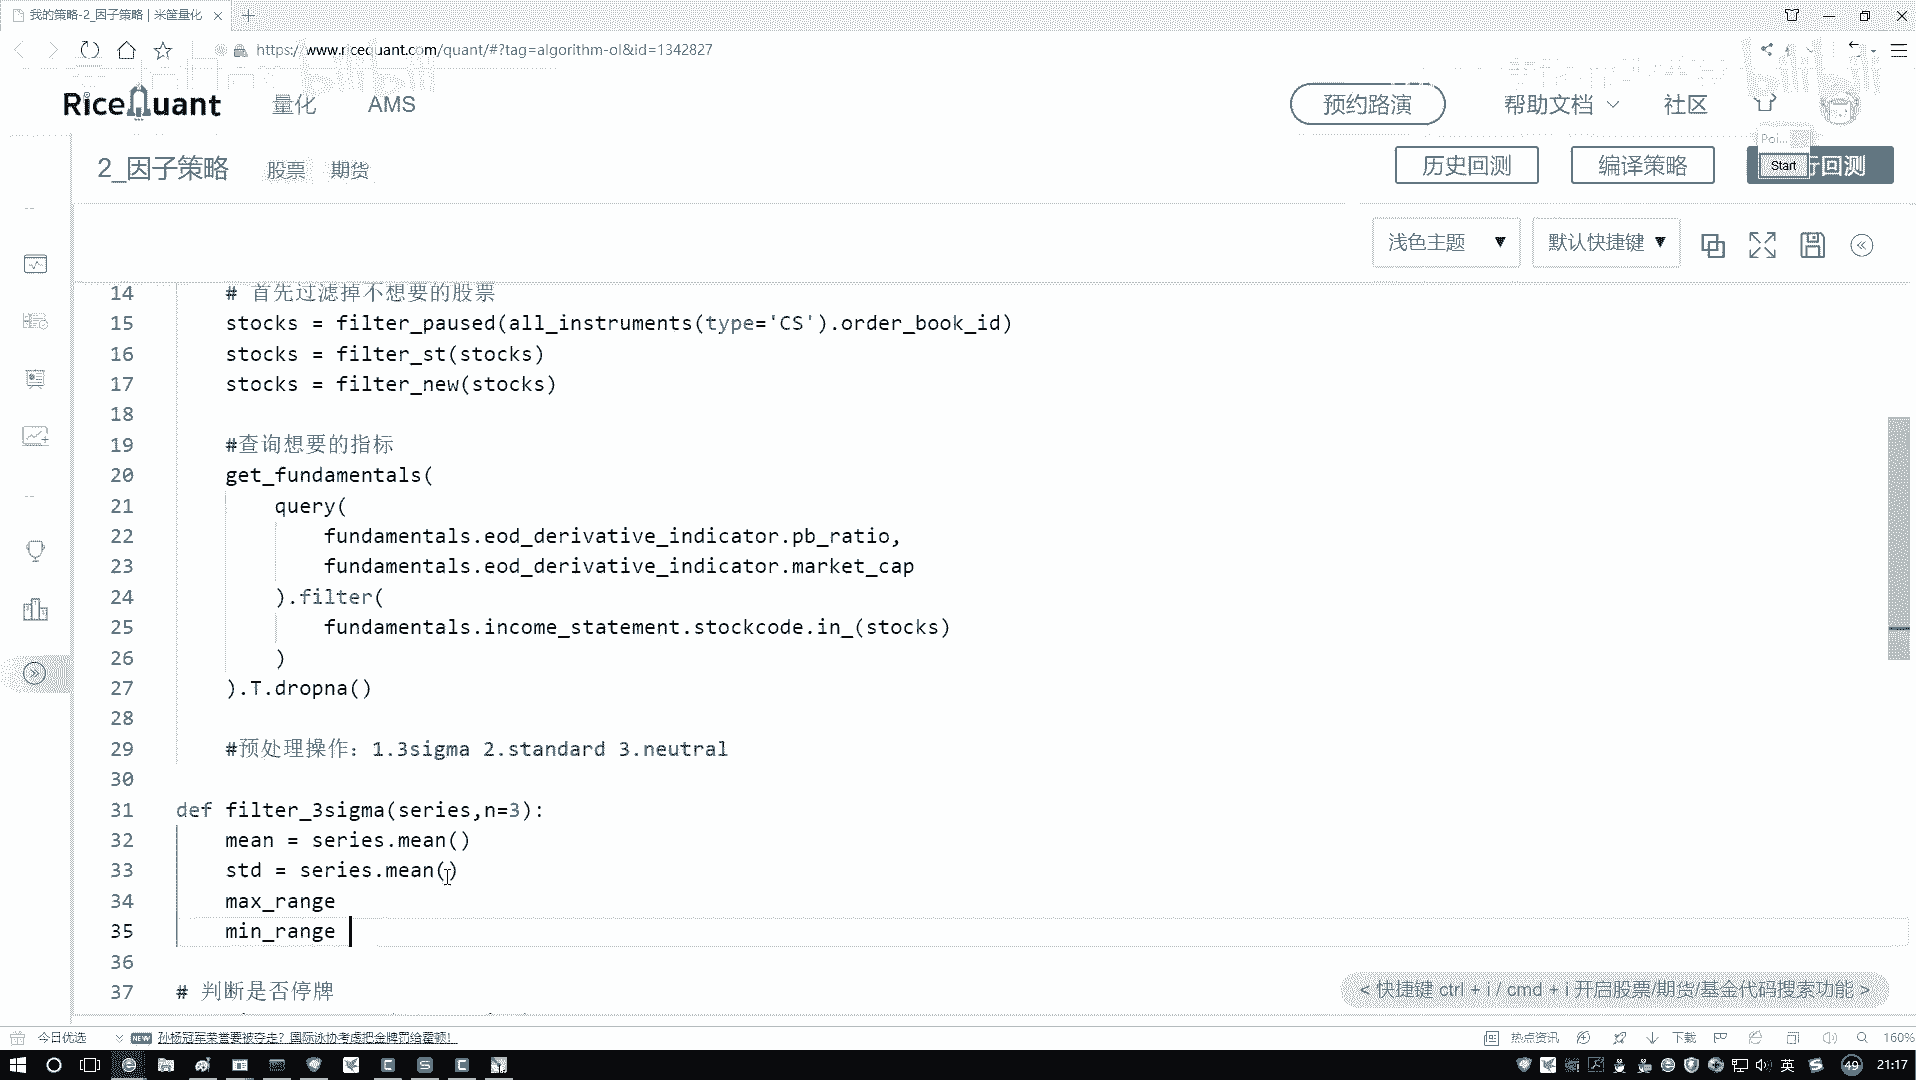 我的策略-2_因子策略 | 米筐量化
https://www.ricequant.com/quant/#?tag=algorithm-ol&id=1342827
bilibili
bilibili
RiceQuant 量化 AMS 预约路演 帮助文档 社区
Poi...
2_因子策略 股票 期货 历史回测 编译策略 Start 行回测
浅色主题 ▼ 默认快捷键 ▼
14 # 首先过滤掉不想要的股票
15 stocks = filter_paused(all_instruments(type='CS').order_book_id)
16 stocks = filter_st(stocks)
17 stocks = filter_new(stocks)
18
19 #查询想要的指标
20 get_fundamentals(
21 query(
22 fundamentals.eod_derivative_indicator.pb_ratio,
23 fundamentals.eod_derivative_indicator.market_cap
24 ).filter(
25 fundamentals.income_statement.stockcode.in_(stocks)
26 )
27 ).T.dropna()
28
29 #预处理操作：1.3sigma 2.standard 3.neutral
30
31 def filter_3sigma(series,n=3):
32 mean = series.mean()
33 std = series.mean()
34 max_range
35 min_range
36
37 # 判断是否停牌
< 快捷键 ctrl + i / cmd + i 开启股票/期货/基金代码搜索功能 >
今日优选 NEW 孙杨冠军荣誉要被夺走？国际泳协考虑把金牌罚给霍顿！ 热点资讯 下载 160%
英 49 21:17